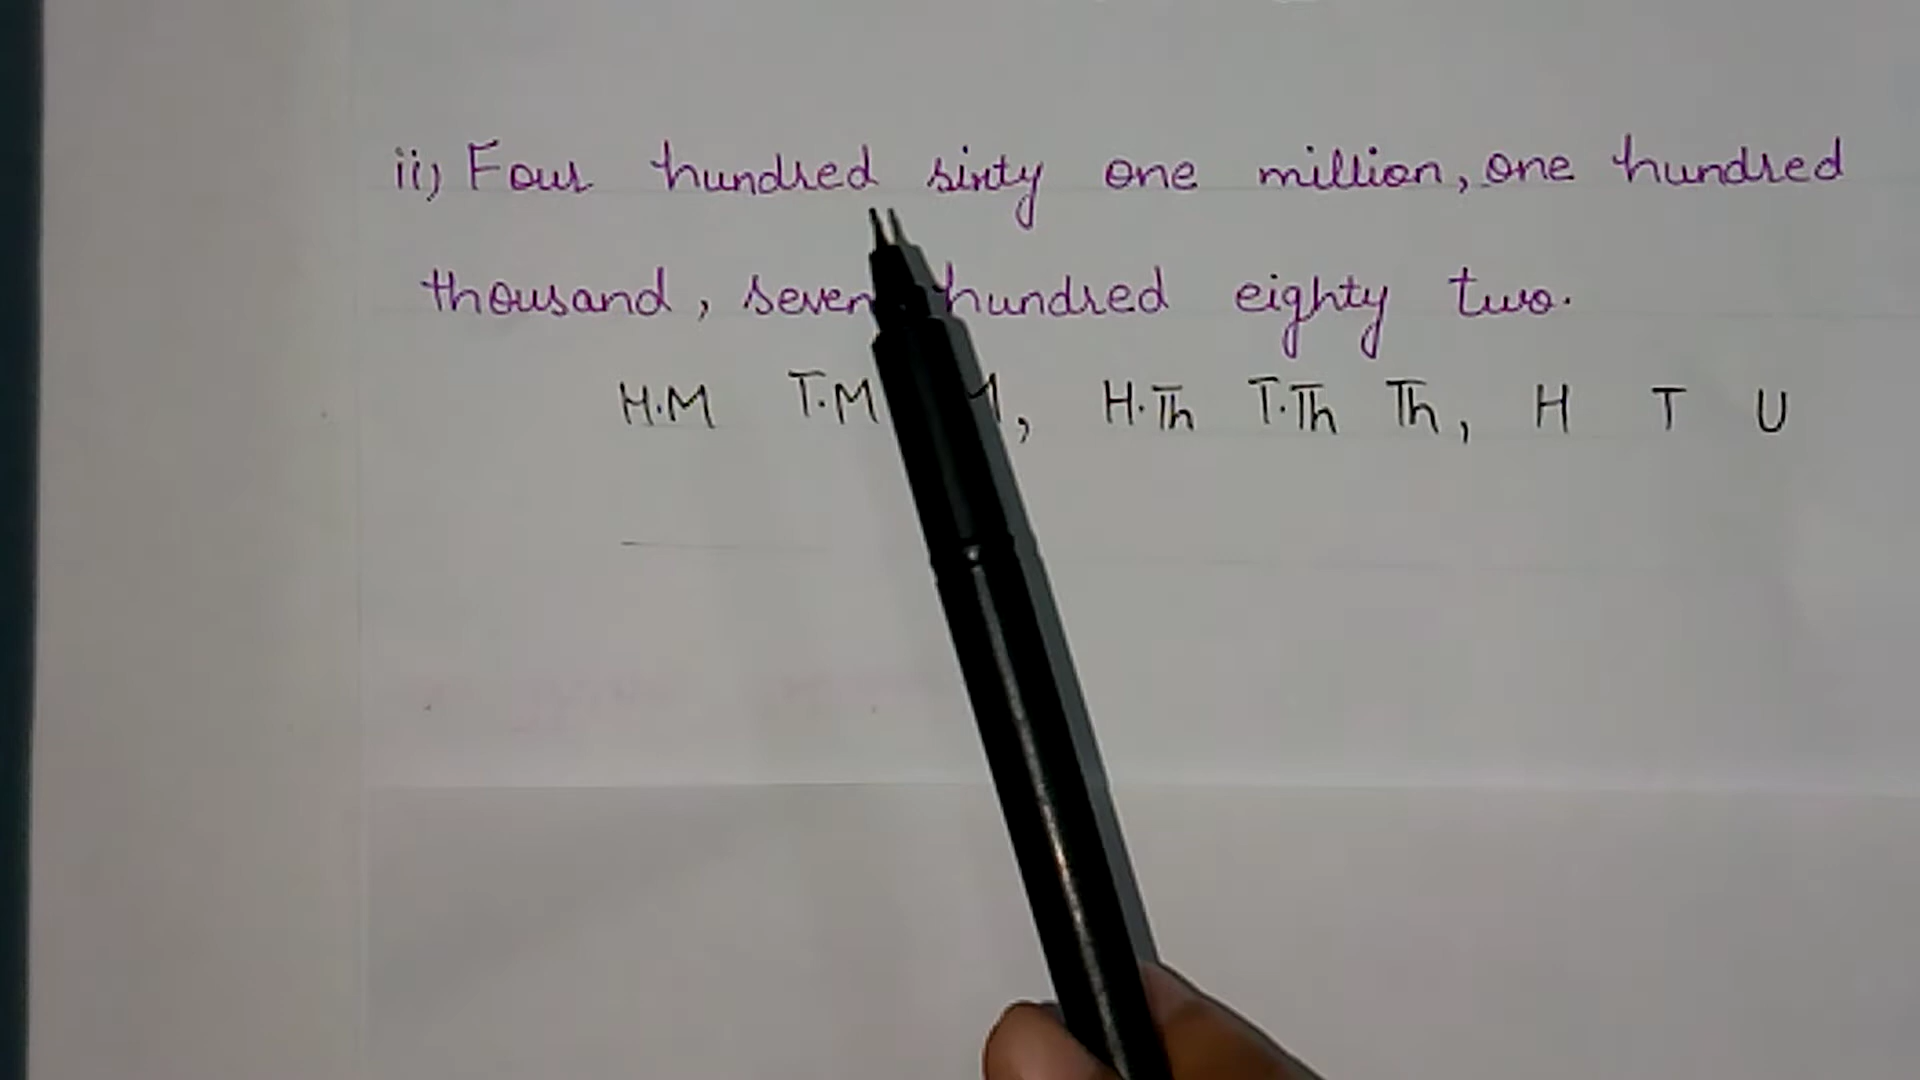 ii) Four hundred sixty one million, one hundred
thousand, seven hundred eighty two.
H.M T.M M, H.Th T.Th Th, H T U